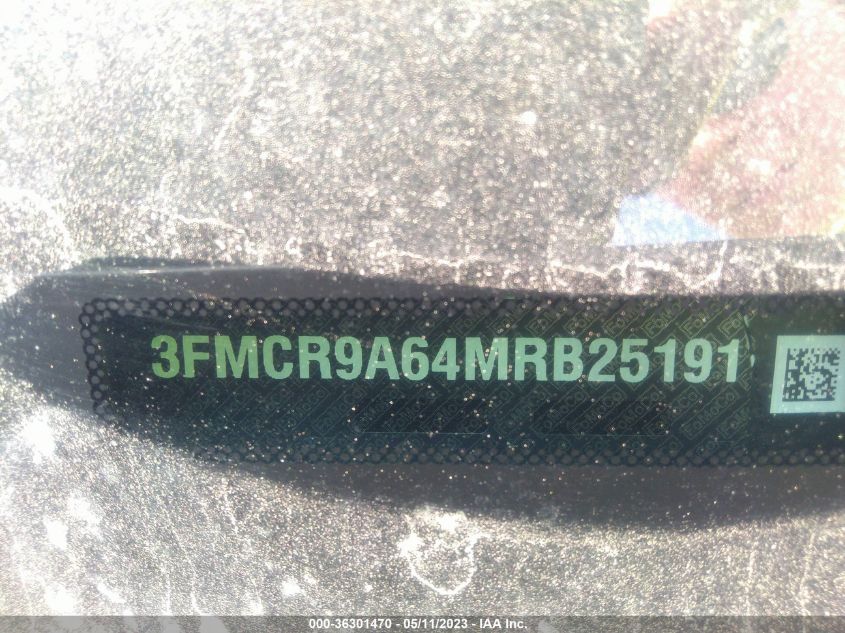 3FMCR9A64MRB25191
000-36301470 - 05/11/2023 - IAA Inc.